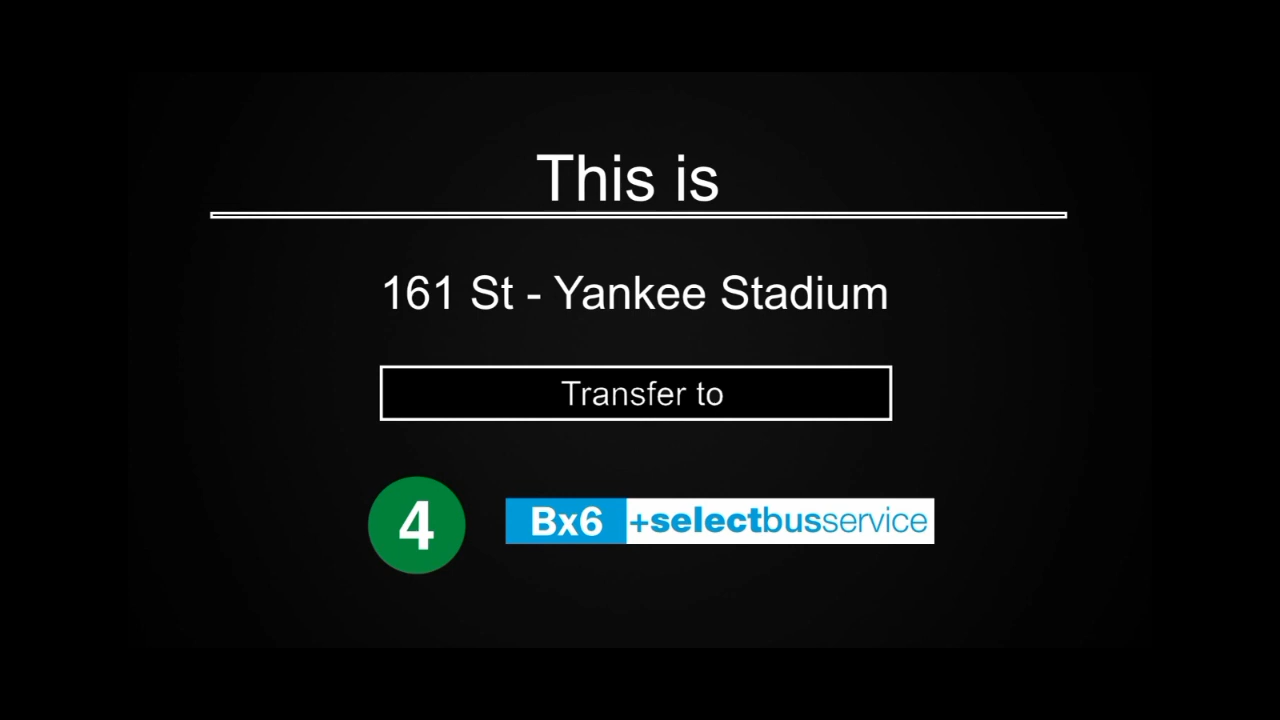 This is
161 St - Yankee Stadium
Transfer to
4 Bx6 +selectbusservice